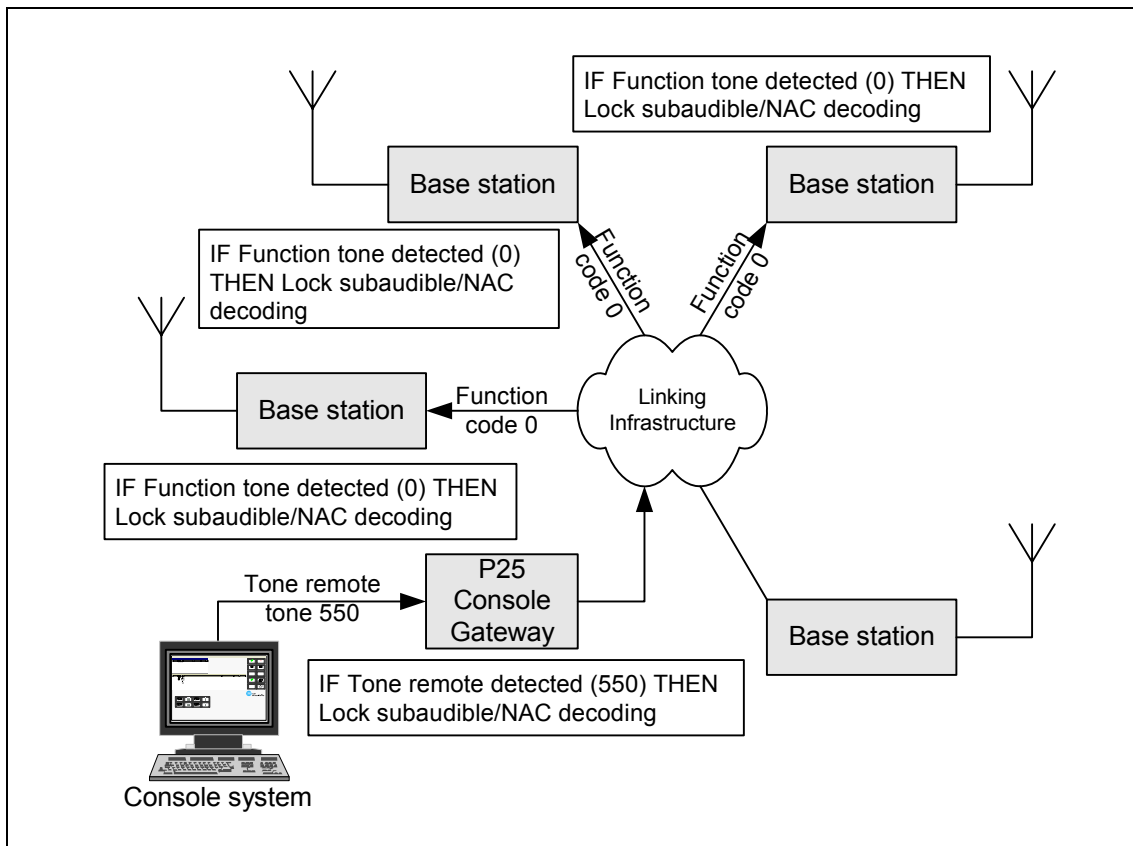 IF Function tone detected (0) THEN
Lock subaudible/NAC decoding
Base station
Base station
Function
code 0
Function
code 0
IF Function tone detected (0)
THEN Lock subaudible/NAC
decoding
Base station
Function
code 0
Linking
Infrastructure
IF Function tone detected (0) THEN
Lock subaudible/NAC decoding
Tone remote
tone 550
P25
Console
Gateway
Base station
IF Tone remote detected (550) THEN
Lock subaudible/NAC decoding
Console system